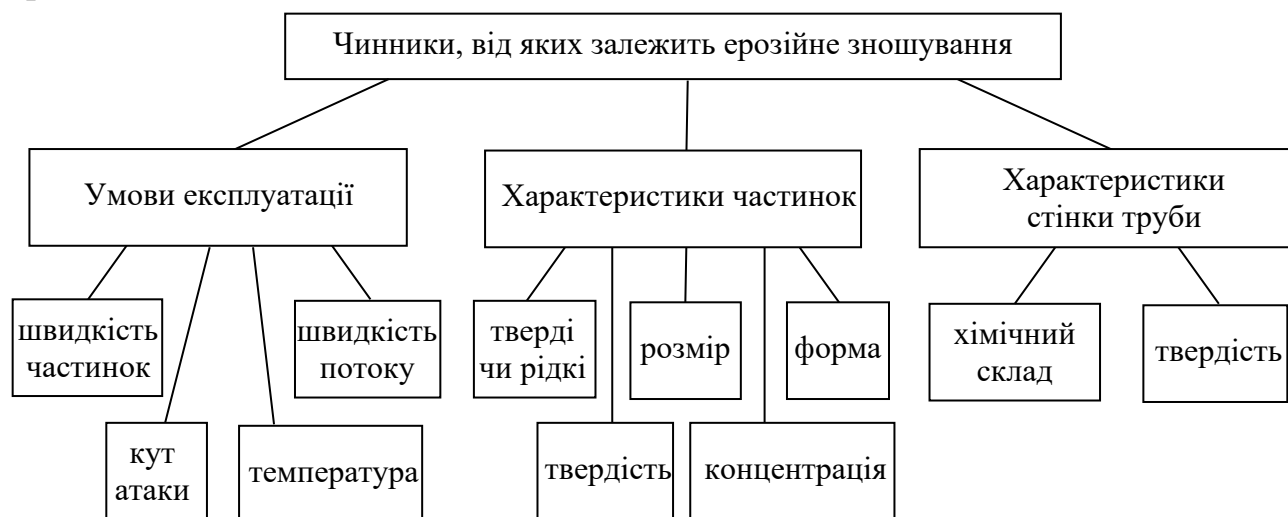 Чинники, від яких залежить ерозійне зношування
Умови експлуатації
Характеристики частинок
Характеристики
стінки труби
швидкість
частинок
швидкість
потоку
тверді
чи рідкі
розмір
форма
хімічний
склад
твердість
кут
атаки
температура
твердість
концентрація